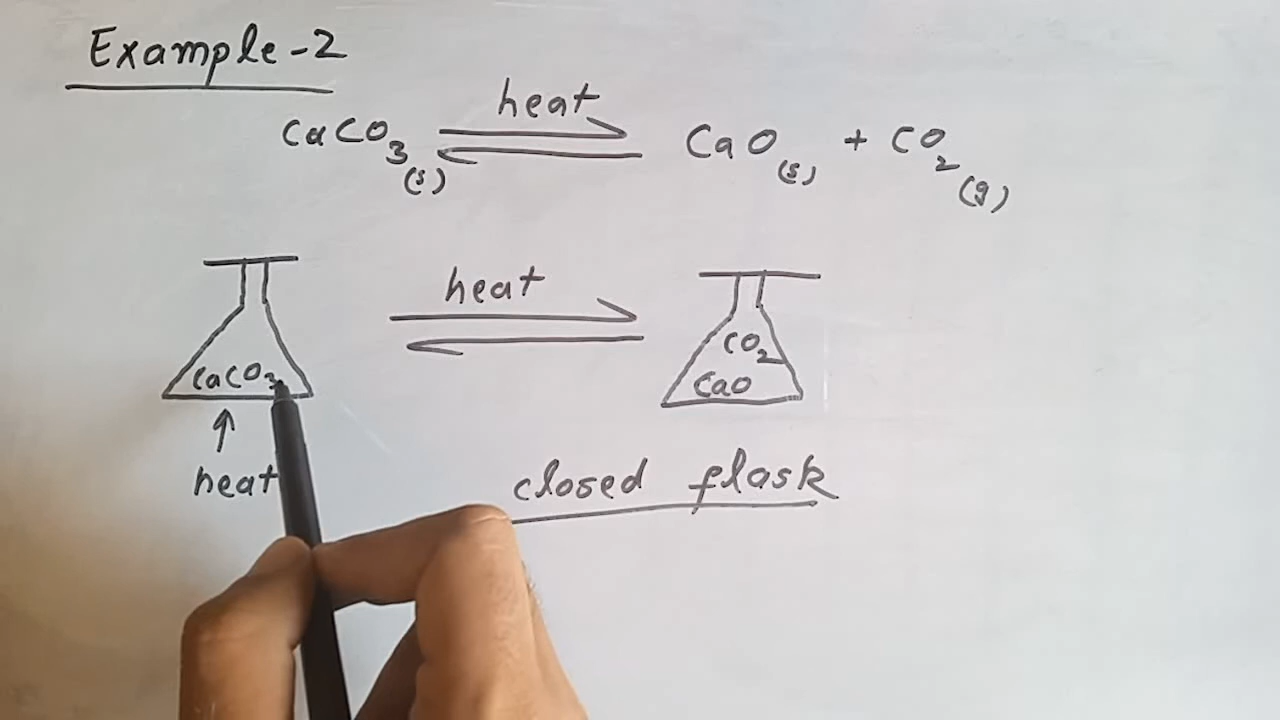 Example-2
heat
CaCO3(s) ⇌ CaO(s) + CO2(g)
heat
CaCO3 ⇌ CO2
CaO
↑
heat
closed flask